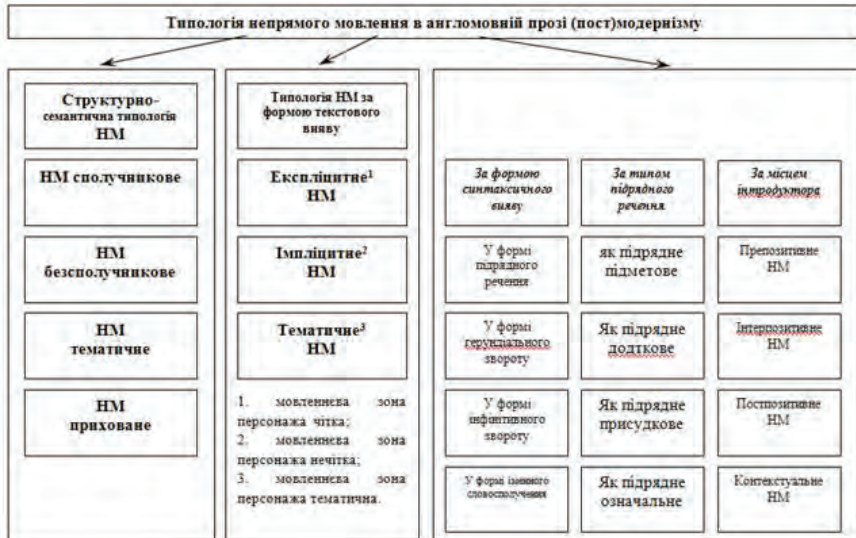 Типологія непрямого мовлення в англомовній прозі (пост)модернізму
Структурно-
семантична типологія
НМ
НМ сполучникове
НМ
безсполучникове
НМ
тематичне
НМ
приховане
Типологія НМ за
формою текстового
вияву
Експліцитне¹
НМ
Імпліцитне²
НМ
Тематичне³
НМ
1. мовленнєва зона
персонажа чітка;
2. мовленнєва зона
персонажа нечітка;
3. мовленнєва зона
персонажа тематична.
За формою
синтаксичного
вияву
У формі
підрядного
речення
У формі
герундіального
звороту
У формі
інфінітивного
звороту
У формі іменного
словосполучення
За типом
підрядного
речення
як підрядне
підметове
Як підрядне
додткове
Як підрядне
присудкове
Як підрядне
означальне
За місцем
інтродуктора
Препозитивне
НМ
Інтерпозитивне
НМ
Постпозитивне
НМ
Контекстуальне
НМ